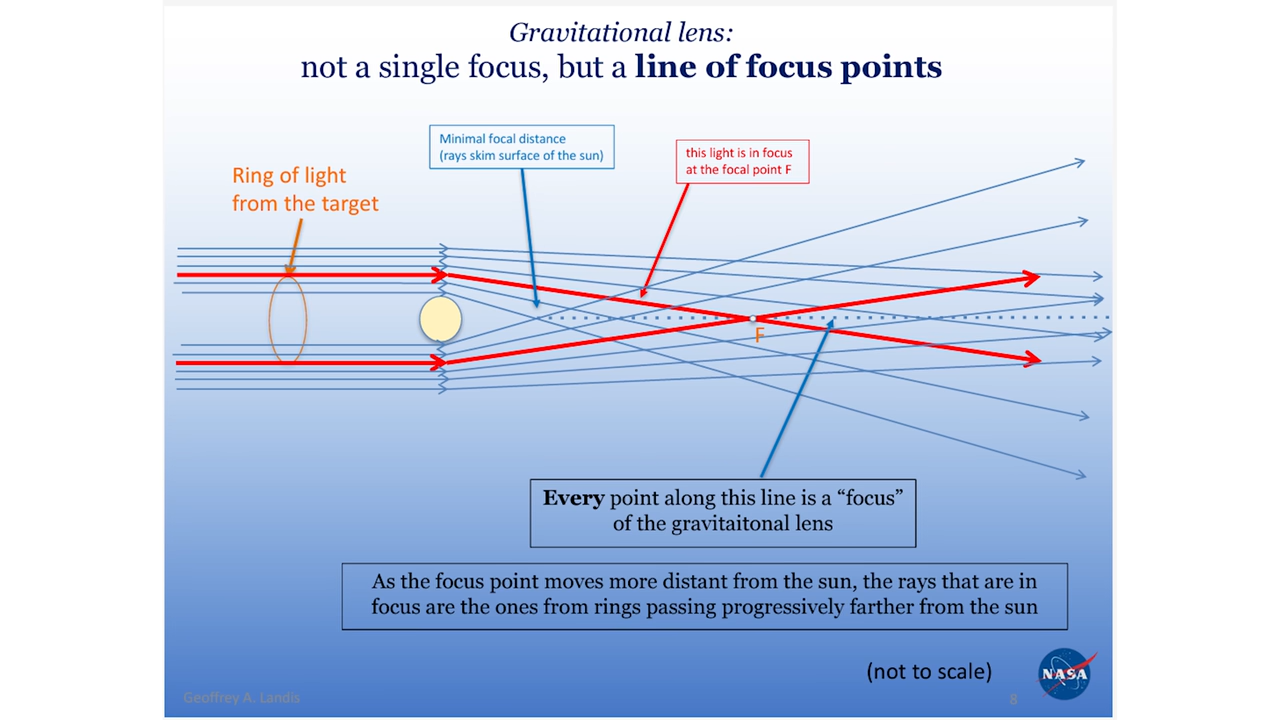 Gravitational lens:
not a single focus, but a line of focus points
Minimal focal distance
(rays skim surface of the sun)
this light is in focus
at the focal point F
Ring of light
from the target
F
Every point along this line is a “focus”
of the gravitaitonal lens
As the focus point moves more distant from the sun, the rays that are in
focus are the ones from rings passing progressively farther from the sun
(not to scale)
NASA
Geoffrey A. Landis
8